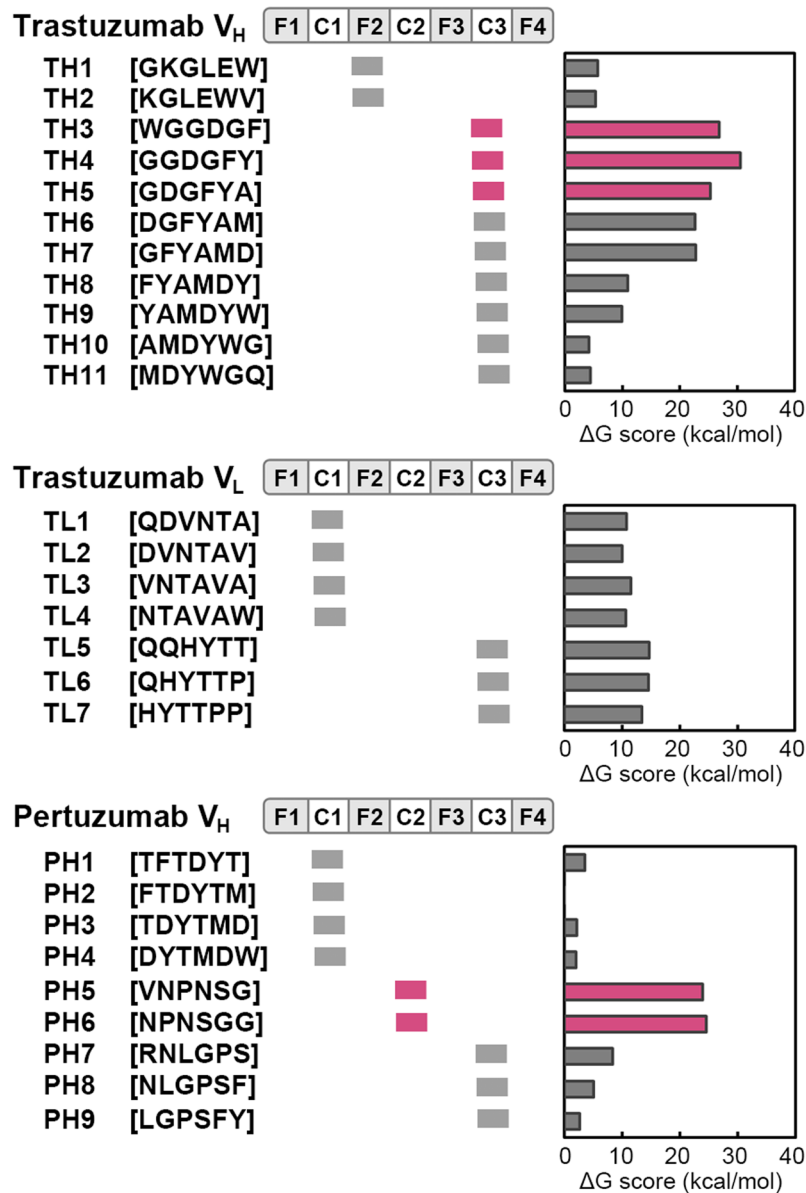 Trastuzumab VH F1 C1 F2 C2 F3 C3 F4
TH1 [GKGLEW]
TH2 [KGLEWV]
TH3 [WGGDGF]
TH4 [GGDGFY]
TH5 [GDGFYA]
TH6 [DGFYAM]
TH7 [GFYAMD]
TH8 [FYAMDY]
TH9 [YAMDYW]
TH10 [AMDYWG]
TH11 [MDYWGQ]
0 10 20 30 40
ΔG score (kcal/mol)
Trastuzumab VL F1 C1 F2 C2 F3 C3 F4
TL1 [QDVNTA]
TL2 [DVNTAV]
TL3 [VNTAVA]
TL4 [NTAVAW]
TL5 [QQHYTT]
TL6 [QHYTTP]
TL7 [HYTTPP]
0 10 20 30 40
ΔG score (kcal/mol)
Pertuzumab VH F1 C1 F2 C2 F3 C3 F4
PH1 [TFTDYT]
PH2 [FTDYTM]
PH3 [TDYTMD]
PH4 [DYTMDW]
PH5 [VNPNSG]
PH6 [NPNSGG]
PH7 [RNLGPS]
PH8 [NLGPSF]
PH9 [LGPSFY]
0 10 20 30 40
ΔG score (kcal/mol)